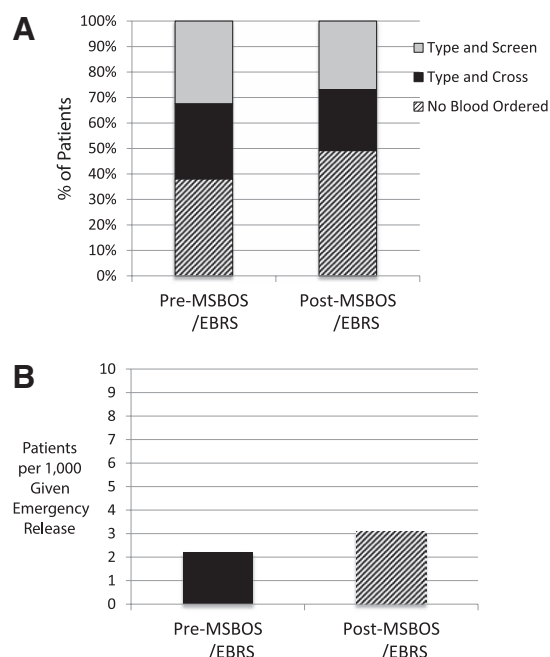 A
100%
90%
80%
70%
60%
50%
40%
30%
20%
10%
0%
% of Patients
Type and Screen
Type and Cross
No Blood Ordered
Pre-MSBOS
/EBRS
Post-MSBOS
/EBRS
B
10
9
8
7
6
5
4
3
2
1
0
Patients
per 1,000
Given
Emergency
Release
Pre-MSBOS
/EBRS
Post-MSBOS
/EBRS